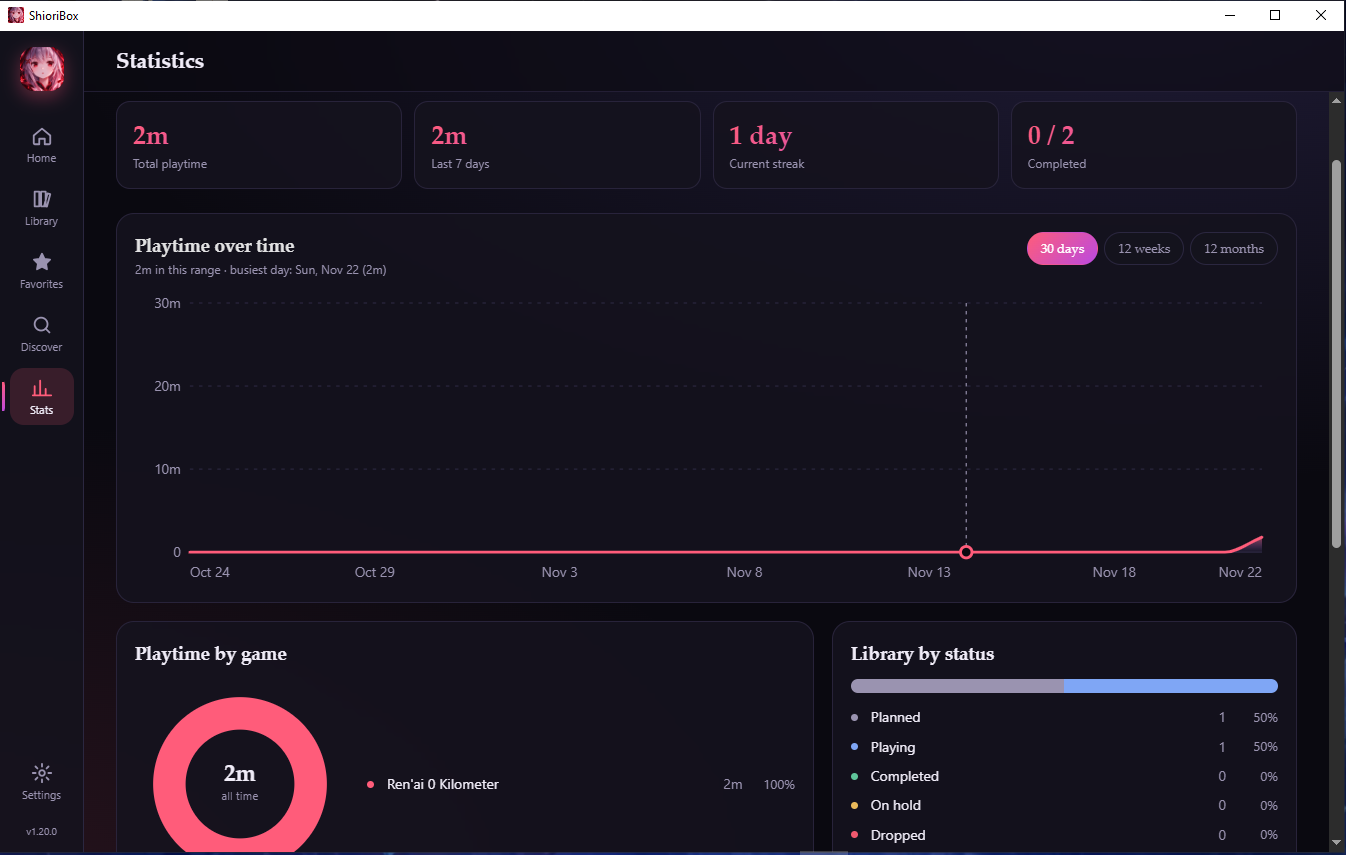 ShioriBox
Statistics
Home
Library
Favorites
Discover
Stats
Settings
v1.20.0
2m
Total playtime
2m
Last 7 days
1 day
Current streak
0 / 2
Completed
Playtime over time
2m in this range · busiest day: Sun, Nov 22 (2m)
30 days
12 weeks
12 months
30m
20m
10m
0
Oct 24
Oct 29
Nov 3
Nov 8
Nov 13
Nov 18
Nov 22
Playtime by game
2m
all time
Ren'ai 0 Kilometer 2m 100%
Library by status
Planned 1 50%
Playing 1 50%
Completed 0 0%
On hold 0 0%
Dropped 0 0%